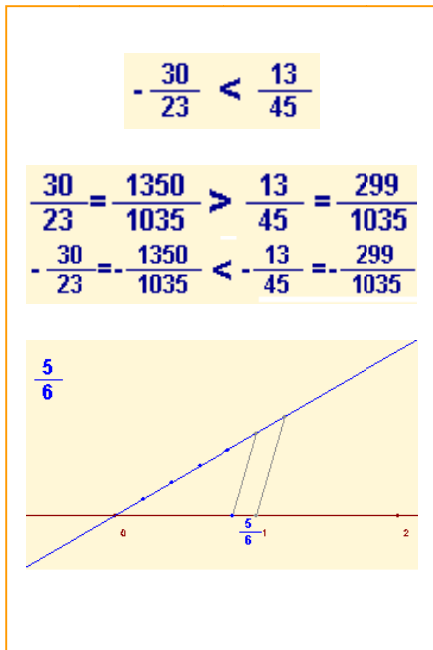 - 30/23 < 13/45
30/23 = 1350/1035 > 13/45 = 299/1035
- 30/23 =- 1350/1035 < - 13/45 =- 299/1035
5/6
0 5/6 1 2